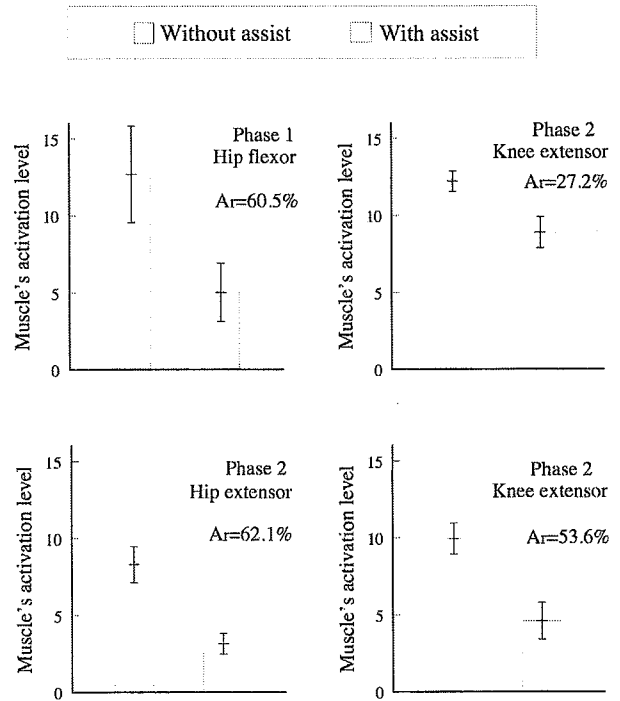 Without assist With assist
Muscle's activation level
15
10
5
0
Phase 1
Hip flexor
Ar=60.5%
Muscle's activation level
15
10
5
0
Phase 2
Knee extensor
Ar=27.2%
Muscle's activation level
15
10
5
0
Phase 2
Hip extensor
Ar=62.1%
Muscle's activation level
15
10
5
0
Phase 2
Knee extensor
Ar=53.6%